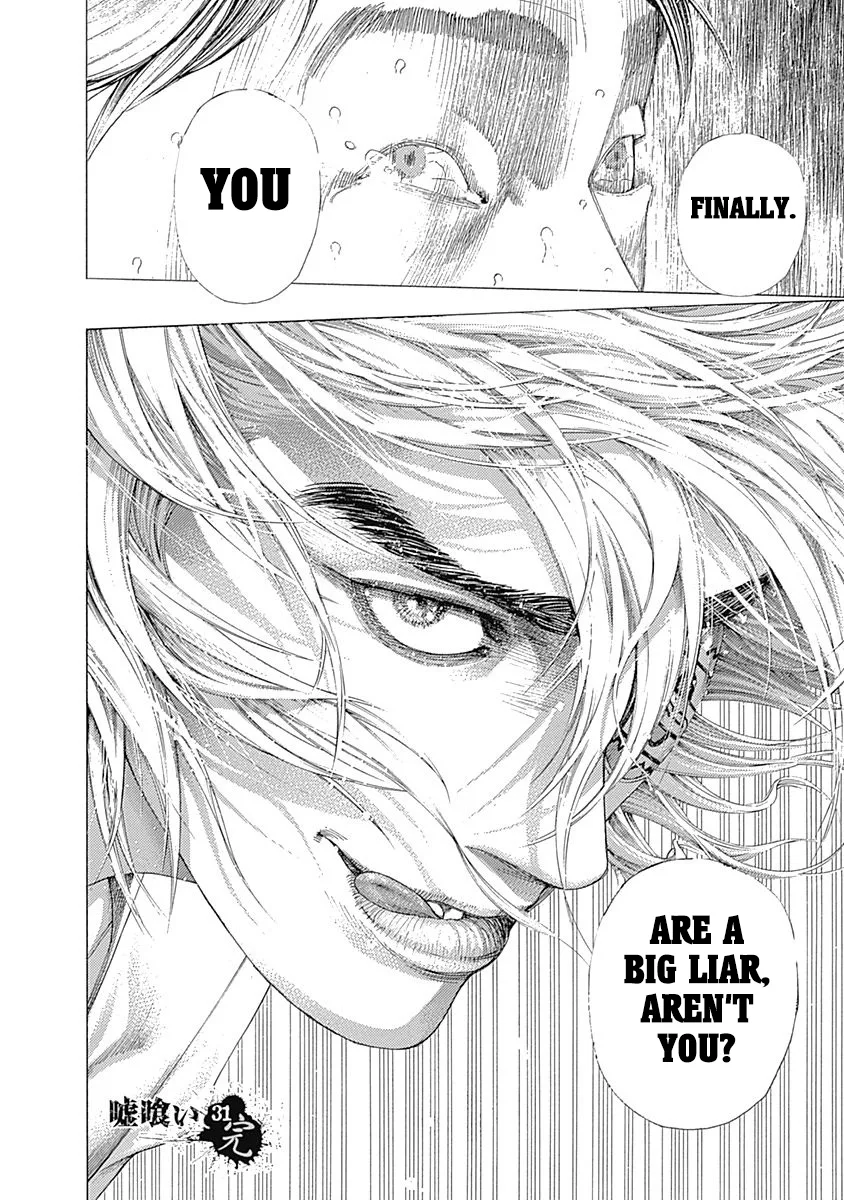 FINALLY.
YOU
ARE A
BIG LIAR,
AREN'T
YOU?
嘘喰い 31 完